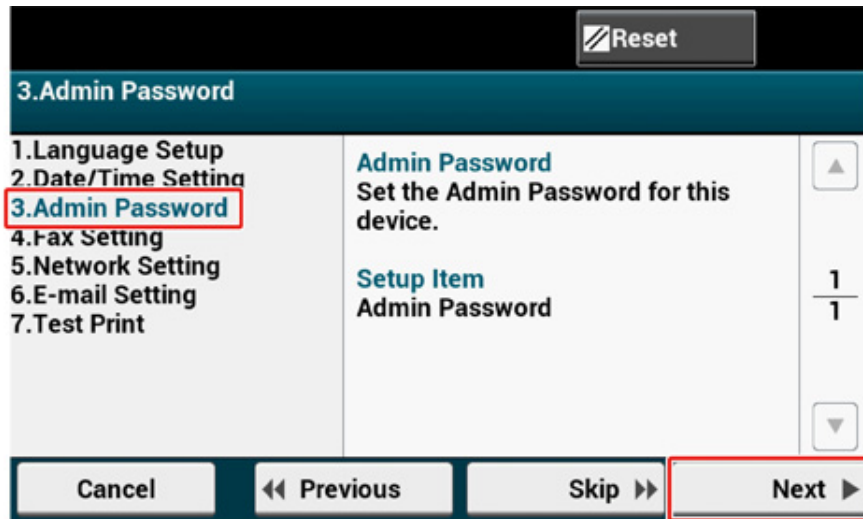 Reset
3.Admin Password
1.Language Setup
2.Date/Time Setting
3.Admin Password
4.Fax Setting
5.Network Setting
6.E-mail Setting
7.Test Print
Admin Password
Set the Admin Password for this
device.
Setup Item
Admin Password
1
1
Cancel
Previous
Skip
Next